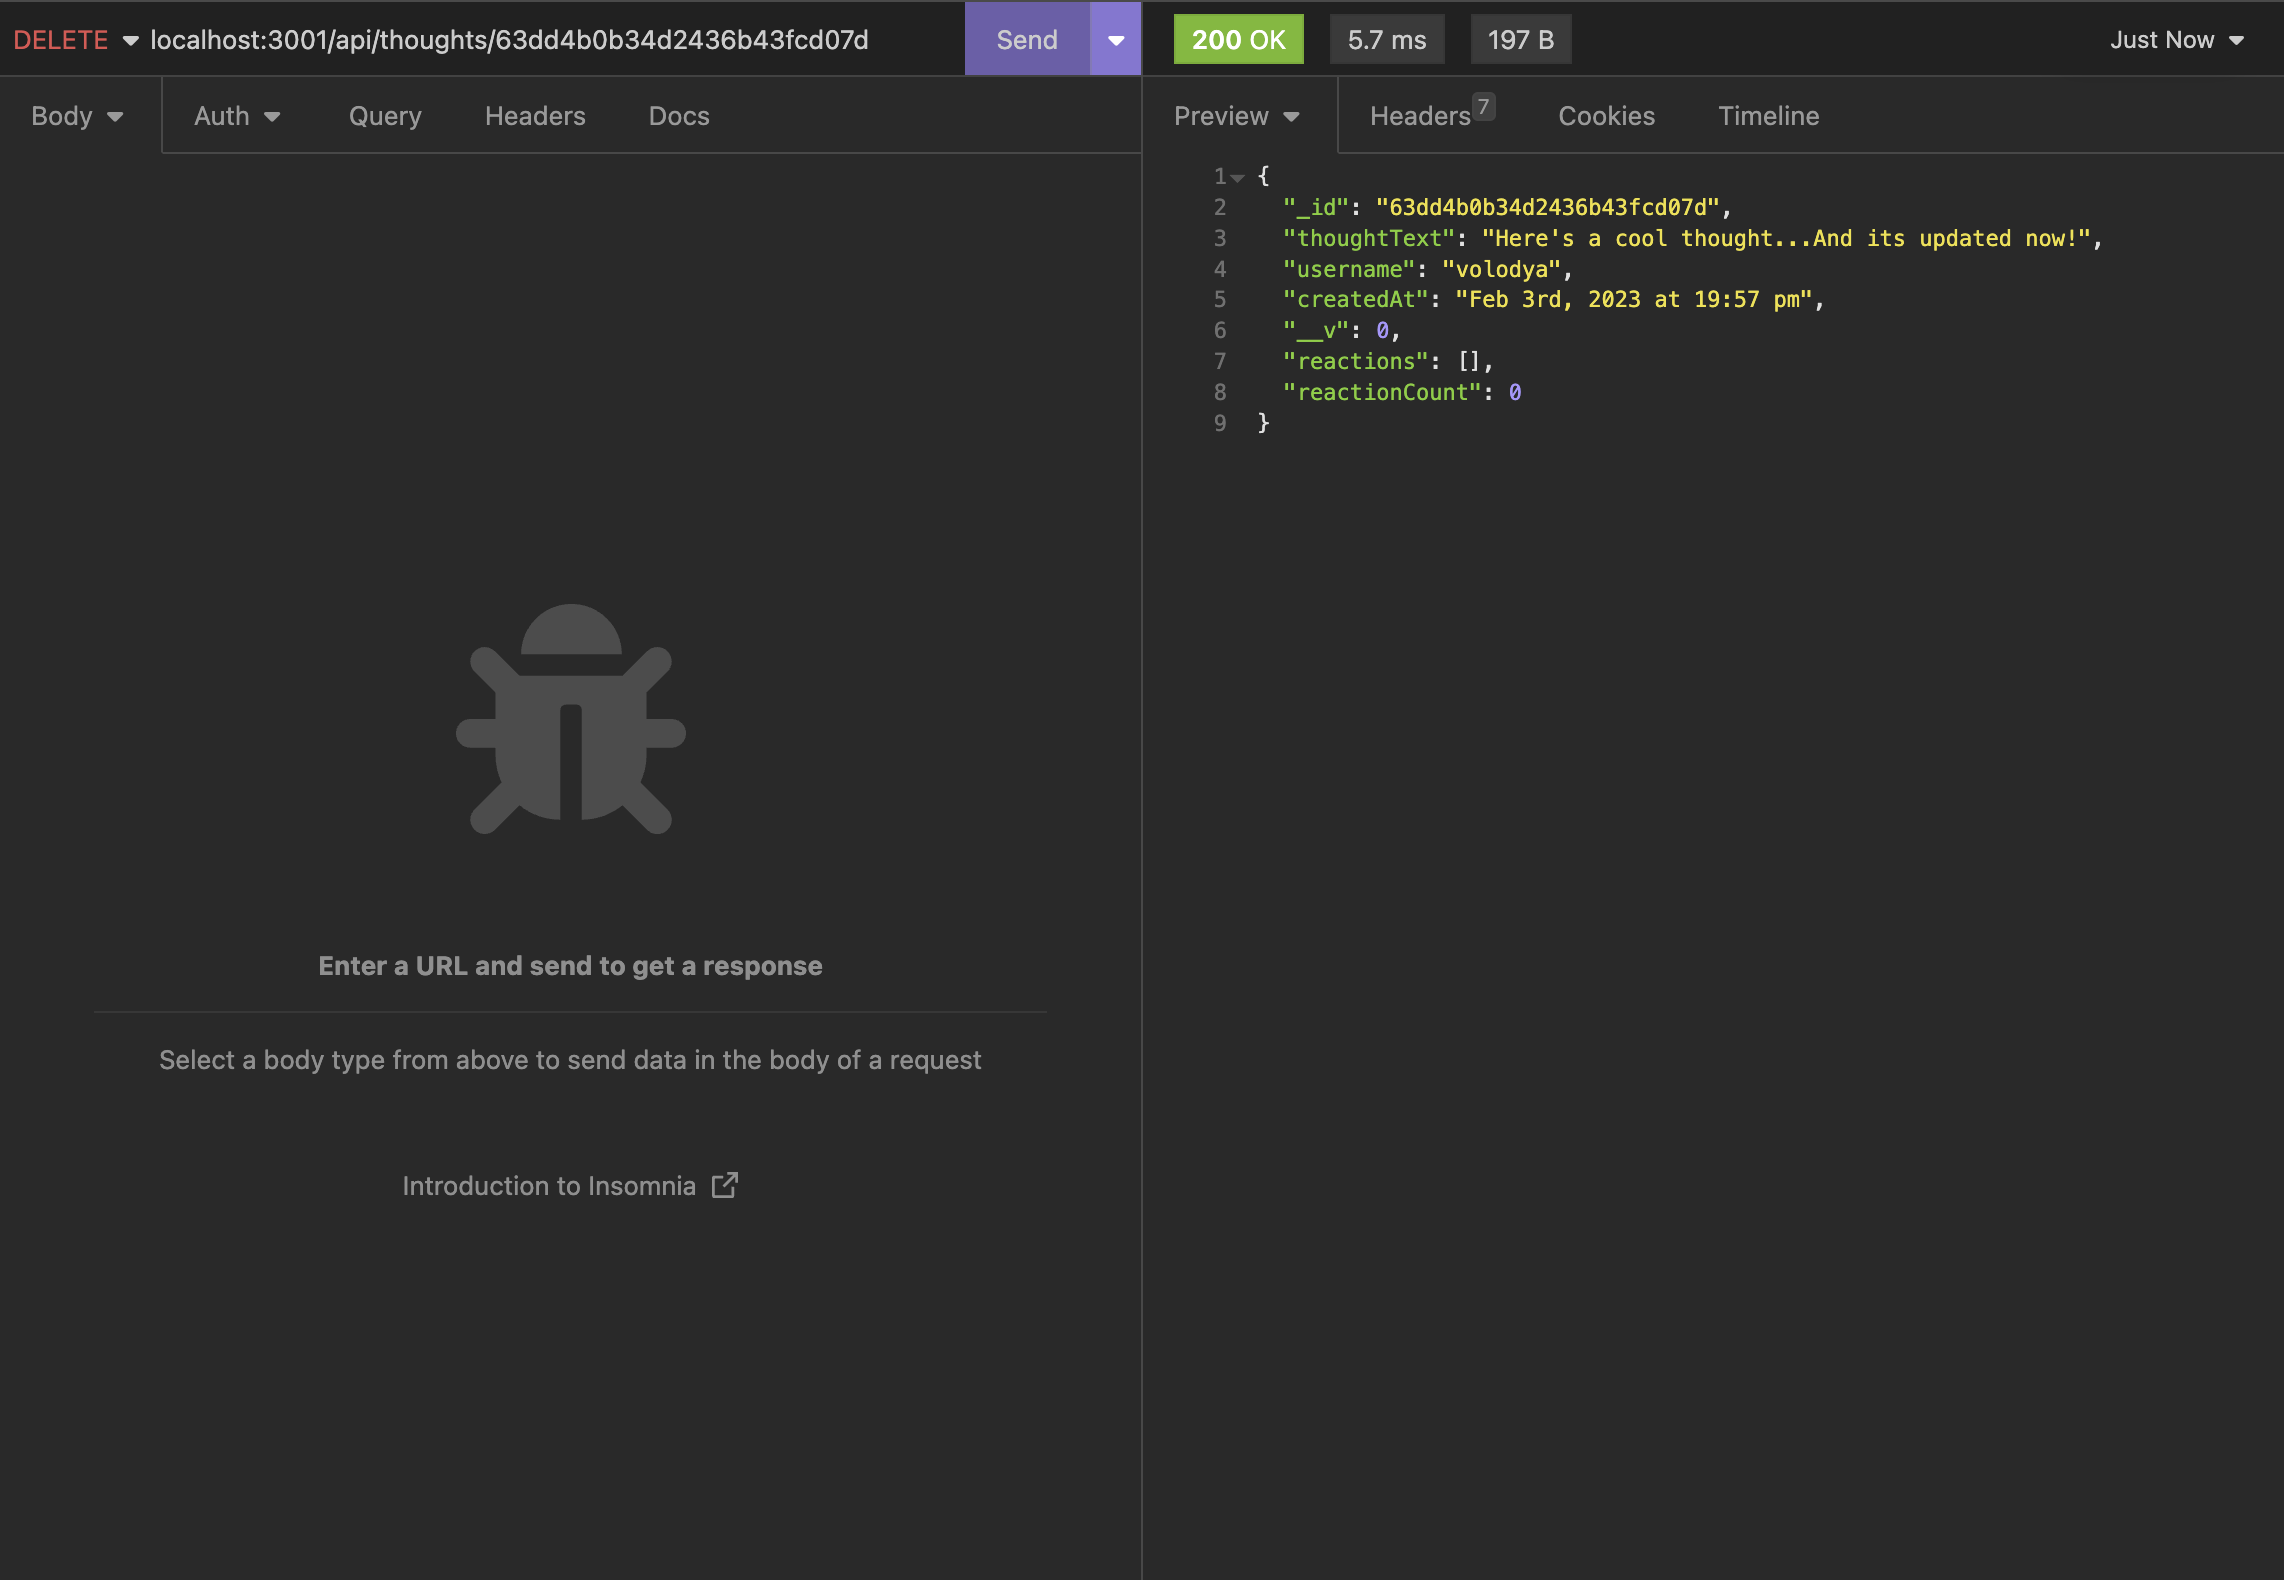 DELETE localhost:3001/api/thoughts/63dd4b0b34d2436b43fcd07d Send 200 OK 5.7 ms 197 B Just Now
Body Auth Query Headers Docs Preview Headers 7 Cookies Timeline
1 {
2 "_id": "63dd4b0b34d2436b43fcd07d",
3 "thoughtText": "Here's a cool thought...And its updated now!",
4 "username": "volodya",
5 "createdAt": "Feb 3rd, 2023 at 19:57 pm",
6 "__v": 0,
7 "reactions": [],
8 "reactionCount": 0
9 }
Enter a URL and send to get a response
Select a body type from above to send data in the body of a request
Introduction to Insomnia